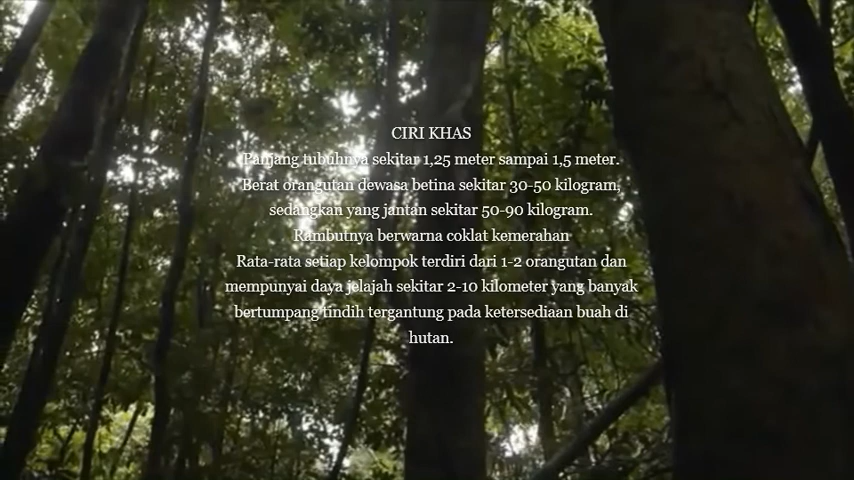 CIRI KHAS
Panjang tubuhnya sekitar 1,25 meter sampai 1,5 meter.
Berat orangutan dewasa betina sekitar 30-50 kilogram,
sedangkan yang jantan sekitar 50-90 kilogram.
Rambutnya berwarna coklat kemerahan
Rata-rata setiap kelompok terdiri dari 1-2 orangutan dan
mempunyai daya jelajah sekitar 2-10 kilometer yang banyak
bertumpang tindih tergantung pada ketersediaan buah di
hutan.